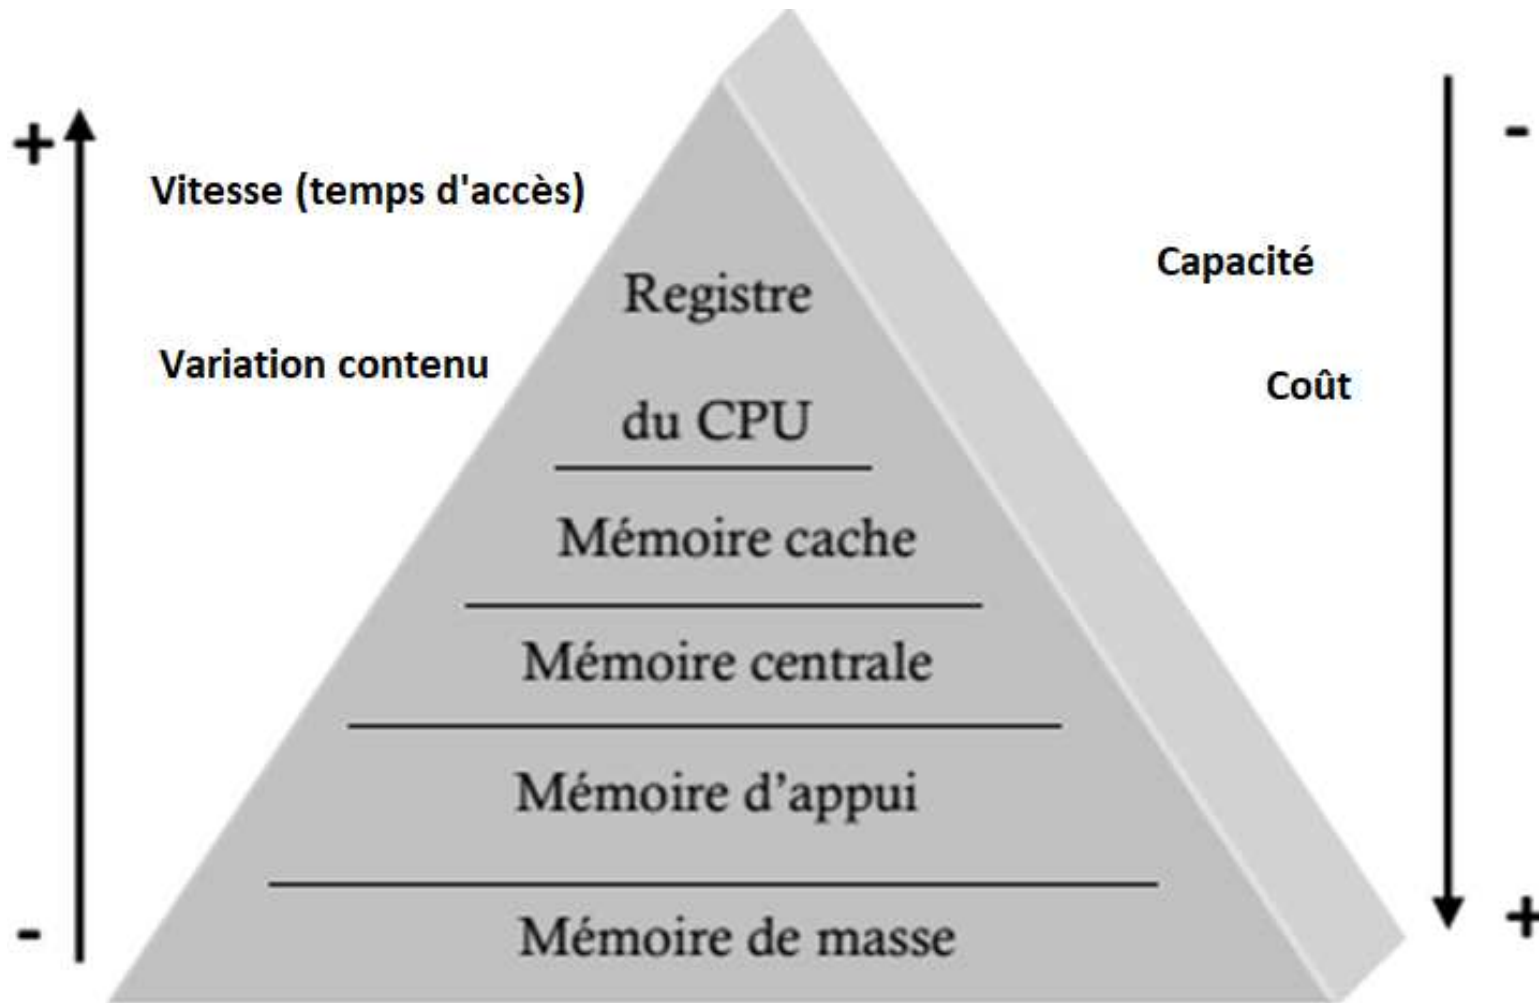 +
-
Vitesse (temps d'accès)
Capacité
Registre
Variation contenu
Coût
du CPU
Mémoire cache
Mémoire centrale
Mémoire d’appui
-
+
Mémoire de masse